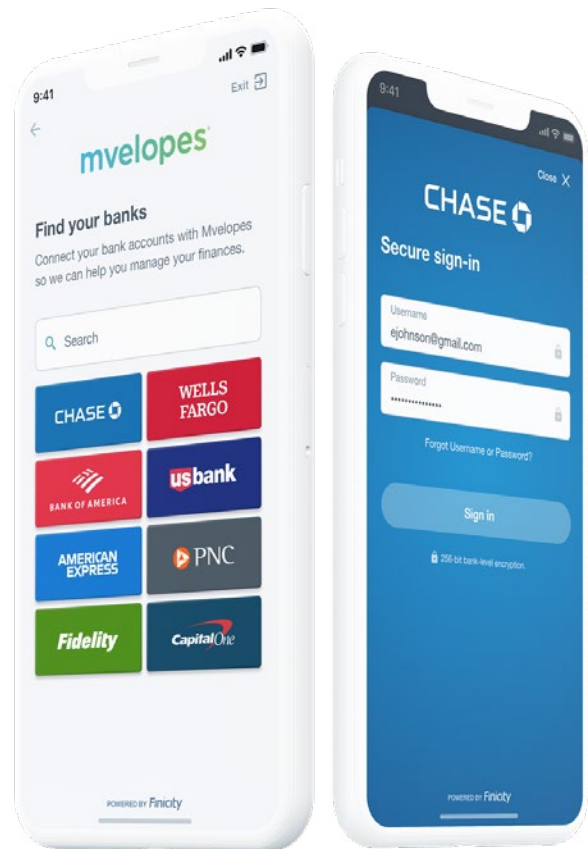 9:41
Exit
mvelopes
Find your banks
Connect your bank accounts with Mvelopes
so we can help you manage your finances.
Search
CHASE
WELLS
FARGO
BANK OF AMERICA
usbank
AMERICAN
EXPRESS
PNC
Fidelity
Capital One
POWERED BY Finicity
9:41
Close X
CHASE
Secure sign-in
Username
ejohnson@gmail.com
Password
••••••••••••••
Forgot Username or Password?
Sign in
256-bit bank-level encryption.
POWERED BY Finicity